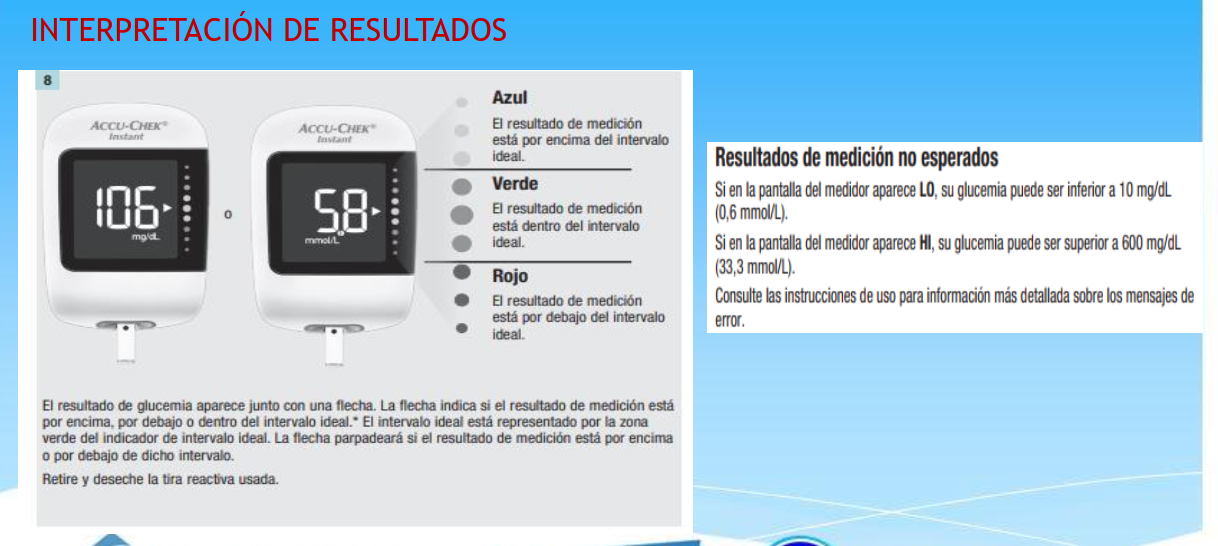 INTERPRETACIÓN DE RESULTADOS
8
ACCU-CHEK®
Instant
106
mg/dL
o
ACCU-CHEK®
Instant
5.8
mmol/L
Azul
El resultado de medición
está por encima del intervalo
ideal.
Verde
El resultado de medición
está dentro del intervalo
ideal.
Rojo
El resultado de medición
está por debajo del intervalo
ideal.
El resultado de glucemia aparece junto con una flecha. La flecha indica si el resultado de medición está
por encima, por debajo o dentro del intervalo ideal.* El intervalo ideal está representado por la zona
verde del indicador de intervalo ideal. La flecha parpadeará si el resultado de medición está por encima
o por debajo de dicho intervalo.
Retire y deseche la tira reactiva usada.
Resultados de medición no esperados
Si en la pantalla del medidor aparece LO, su glucemia puede ser inferior a 10 mg/dL
(0,6 mmol/L).
Si en la pantalla del medidor aparece HI, su glucemia puede ser superior a 600 mg/dL
(33,3 mmol/L).
Consulte las instrucciones de uso para información más detallada sobre los mensajes de
error.